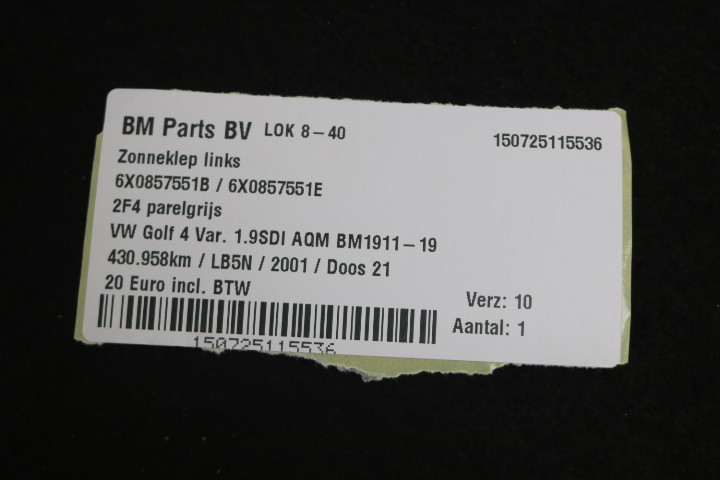 BM Parts BV LOK 8-40 150725115536
Zonneklep links
6X0857551B / 6X0857551E
2F4 parelgrijs
VW Golf 4 Var. 1.9SDI AQM BM1911-19
430.958km / LB5N / 2001 / Doos 21
20 Euro incl. BTW
Verz: 10
Aantal: 1
150725115536